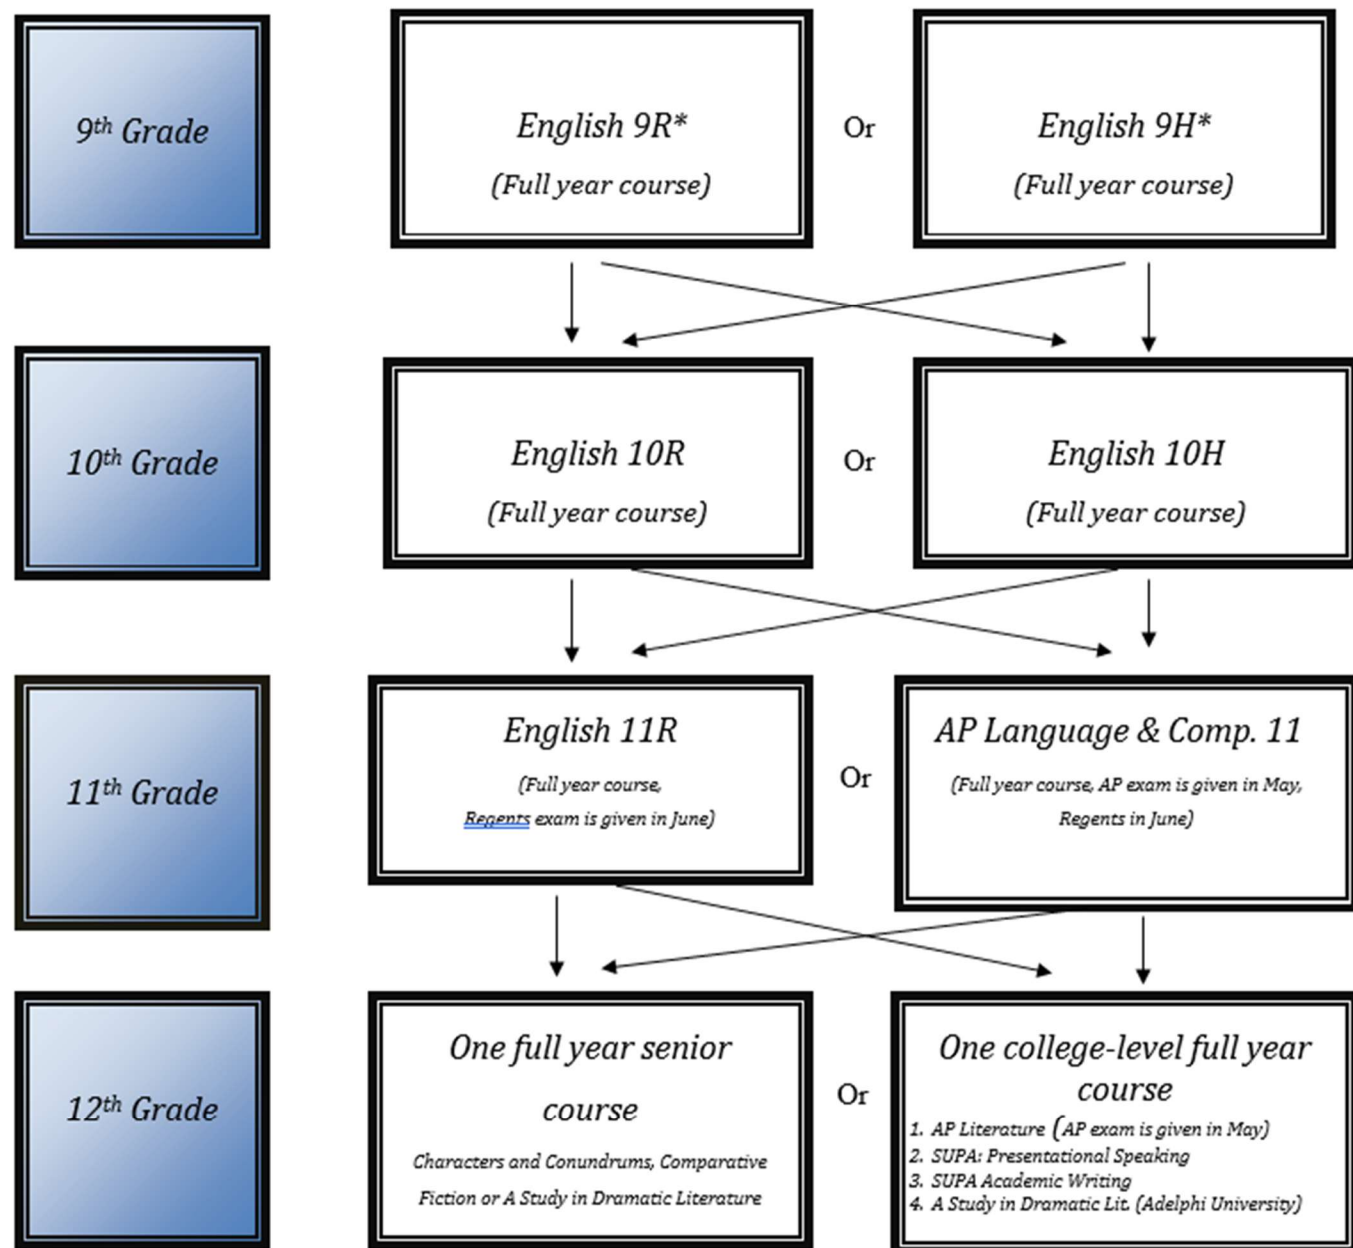 9th Grade
English 9R*
(Full year course)
Or
English 9H*
(Full year course)
10th Grade
English 10R
(Full year course)
Or
English 10H
(Full year course)
11th Grade
English 11R
(Full year course,
Regents exam is given in June)
Or
AP Language & Comp. 11
(Full year course, AP exam is given in May,
Regents in June)
12th Grade
One full year senior
course
Characters and Conundrums, Comparative
Fiction or A Study in Dramatic Literature
Or
One college-level full year
course
1. AP Literature (AP exam is given in May)
2. SUPA: Presentational Speaking
3. SUPA Academic Writing
4. A Study in Dramatic Lit. (Adelphi University)